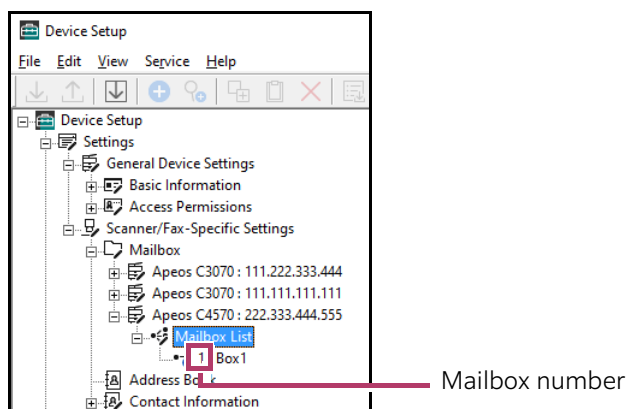 Device Setup
File Edit View Service Help
Device Setup
Settings
General Device Settings
Basic Information
Access Permissions
Scanner/Fax-Specific Settings
Mailbox
Apeos C3070 : 111.222.333.444
Apeos C3070 : 111.111.111.111
Apeos C4570 : 222.333.444.555
Mailbox List
1 Box1
Address
Contact Information
Mailbox number